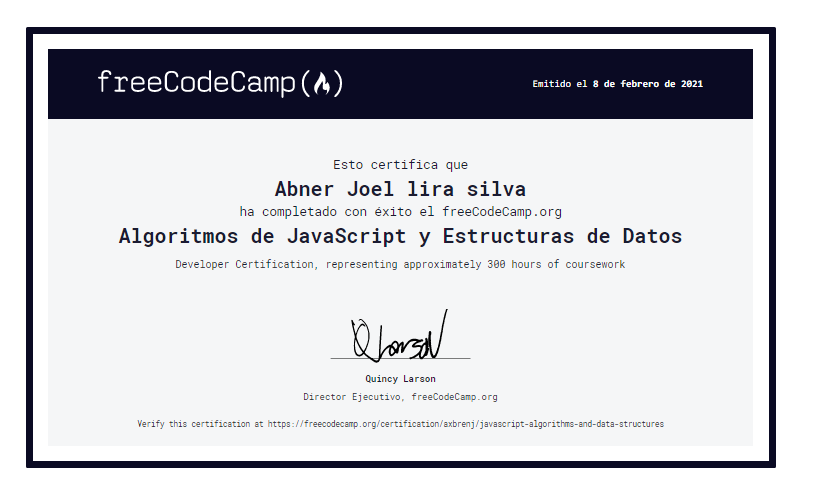 freeCodeCamp(🔥)
Emitido el 8 de febrero de 2021
Esto certifica que
Abner Joel lira silva
ha completado con éxito el freeCodeCamp.org
Algoritmos de JavaScript y Estructuras de Datos
Developer Certification, representing approximately 300 hours of coursework
Q Larson
Quincy Larson
Director Ejecutivo, freeCodeCamp.org
Verify this certification at https://freecodecamp.org/certification/axbrenj/javascript-algorithms-and-data-structures